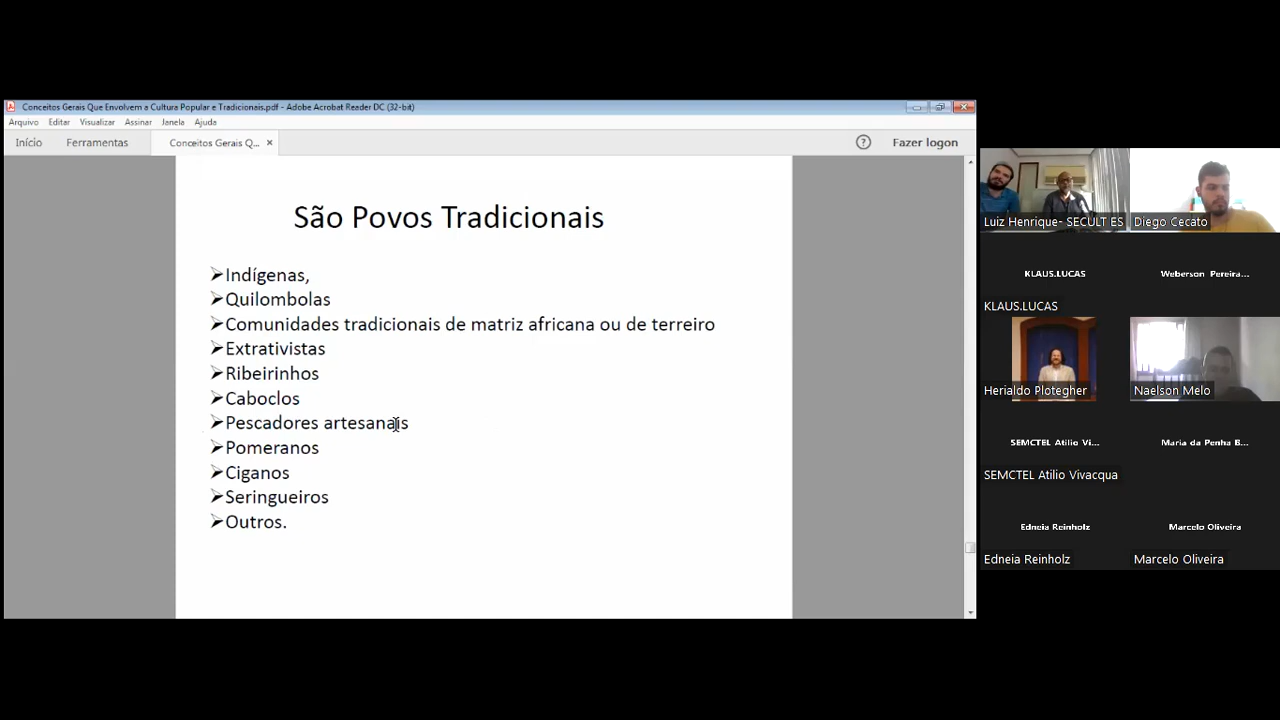 Conceitos Gerais Que Envolvem a Cultura Popular e Tradicionais.pdf - Adobe Acrobat Reader DC (32-bit)
Arquivo Editar Visualizar Assinar Janela Ajuda
Início Ferramentas Conceitos Gerais Q... × ? Fazer logon
São Povos Tradicionais
Indígenas,
Quilombolas
Comunidades tradicionais de matriz africana ou de terreiro
Extrativistas
Ribeirinhos
Caboclos
Pescadores artesanais
Pomeranos
Ciganos
Seringueiros
Outros.
Luiz Henrique- SECULT ES
Diego Cecato
KLAUS.LUCAS
Weberson Pereira...
KLAUS.LUCAS
Herialdo Plotegher
Naelson Melo
SEMCTEL Atilio Vi...
Maria da Penha B...
SEMCTEL Atilio Vivacqua
Edneia Reinholz
Marcelo Oliveira
Edneia Reinholz
Marcelo Oliveira